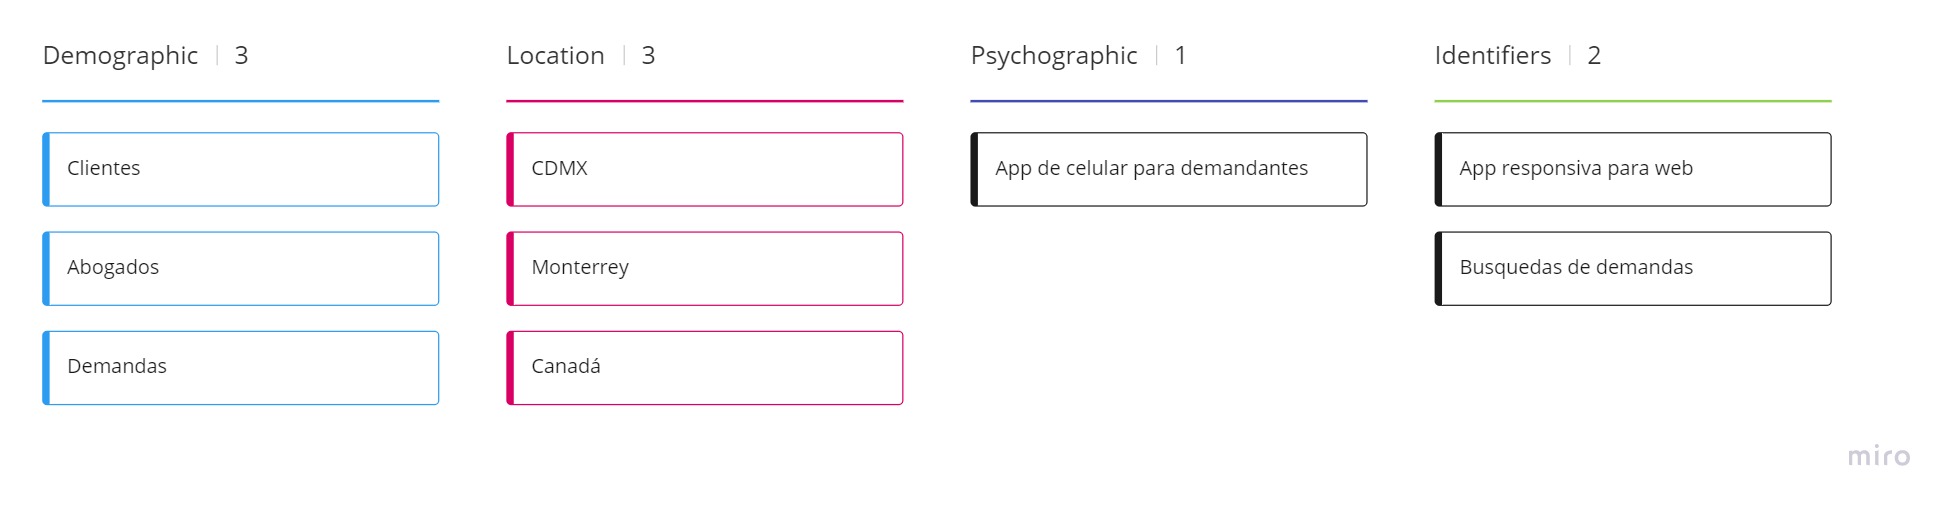 Demographic | 3
Clientes
Abogados
Demandas
Location | 3
CDMX
Monterrey
Canadá
Psychographic | 1
App de celular para demandantes
Identifiers | 2
App responsiva para web
Busquedas de demandas
miro